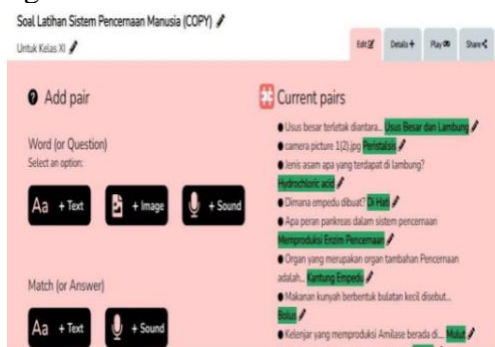 Soal Latihan Sistem Pencernaan Manusia (COPY)
Untuk Kelas XI
Edit
Details +
Play
Share
Add pair
Word (or Question)
Select an option:
Aa + Text
+ Image
+ Sound
Match (or Answer)
Aa + Text
+ Sound
Current pairs
Usus besar terletak diantara... Usus Besar dan Lambung
camera picture 1(2).jpg Peristalsis
Jenis asam apa yang terdapat di lambung?
Hydrochloric acid
Dimana empedu dibuat? Di Hati
Apa peran pankreas dalam sistem pencernaan
Memproduksi Enzim Pencernaan
Organ yang merupakan organ tambahan Pencernaan
adalah... Kantung Empedu
Makanan kunyah berbentuk bulatan kecil disebut...
Bolus
Kelenjar yang memproduksi Amilase berada di... Mulut